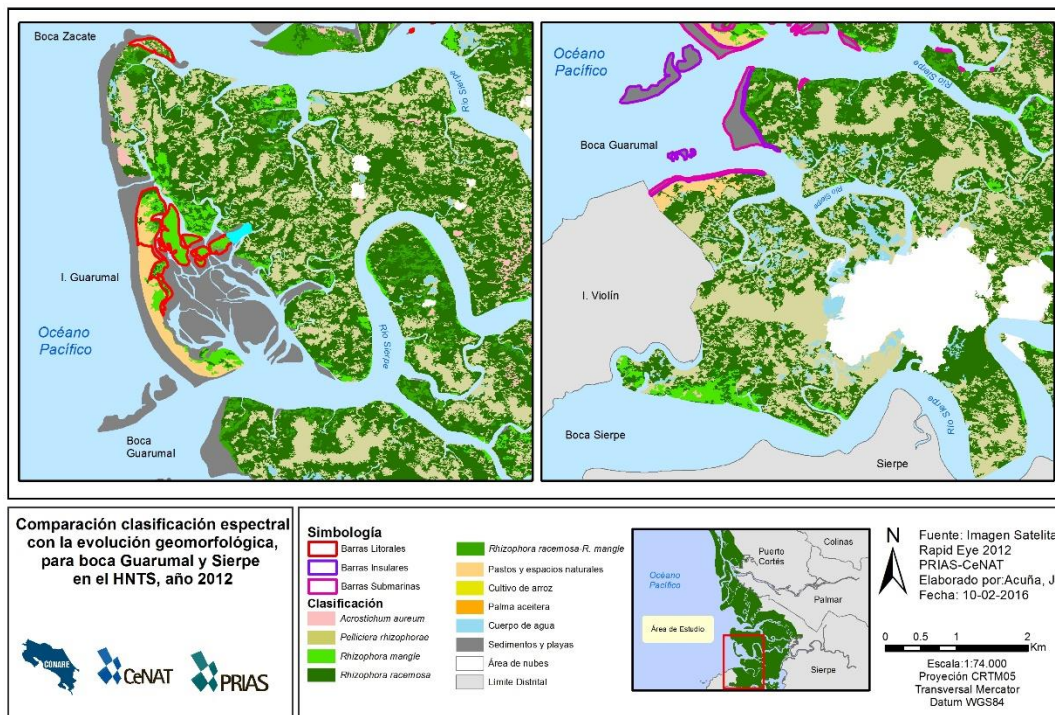 Boca Zacate
Océano
Pacífico
Río Sierpe
I. Guarumal
Océano
Pacífico
Río Sierpe
Boca
Guarumal
Océano
Pacífico
Río Sierpe
Boca Guarumal
Río Sierpe
I. Violín
Boca Sierpe
Río Sierpe
Sierpe
Comparación clasificación espectral
con la evolución geomorfológica,
para boca Guarumal y Sierpe
en el HNTS, año 2012
CONARE
CeNAT
PRIAS
Simbología
Barras Litorales
Barras Insulares
Barras Submarinas
Clasificación
Acrostichum aureum
Pelliciera rhizophorae
Rhizophora mangle
Rhizophora racemosa
Rhizophora racemosa-R. mangle
Pastos y espacios naturales
Cultivo de arroz
Palma aceitera
Cuerpo de agua
Sedimentos y playas
Área de nubes
Límite Distrital
Océano
Pacífico
Puerto
Cortés
Colinas
Palmar
Área de Estudio
Sierpe
N
Fuente: Imagen Satelita
Rapid Eye 2012
PRIAS-CeNAT
Elaborado por:Acuña, J
Fecha: 10-02-2016
0 0.5 1 2
Km
Escala:1:74.000
Proyección CRTM05
Transversal Mercator
Datum WGS84